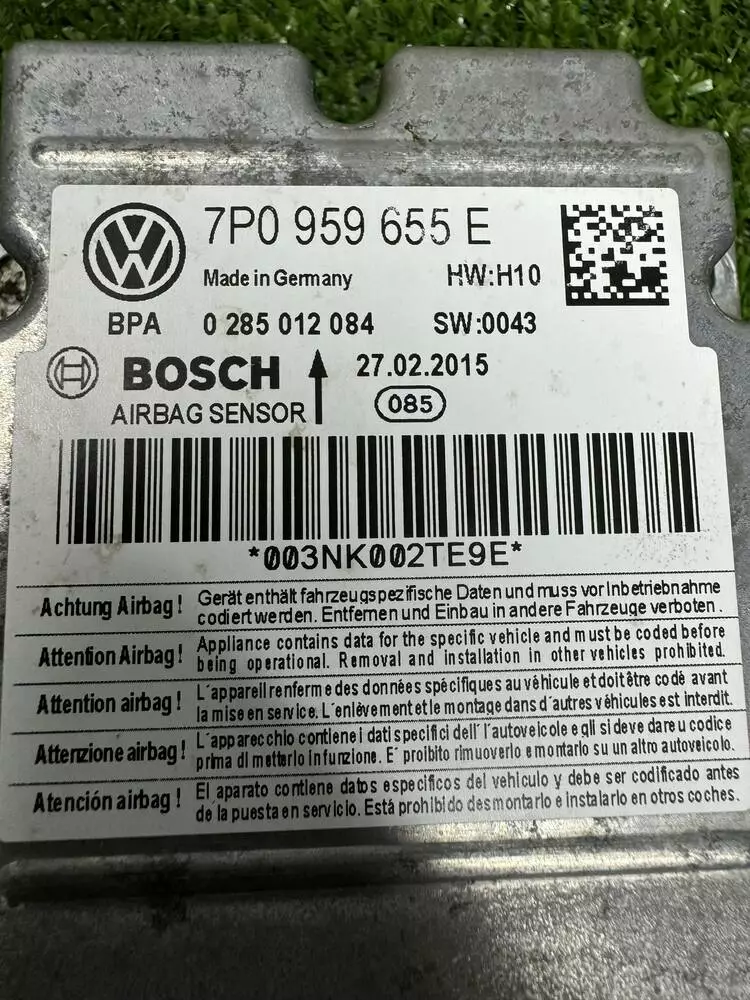 7P0 959 655 E
Made in Germany HW:H10
BPA 0 285 012 084 SW:0043
BOSCH 27.02.2015
AIRBAG SENSOR 085
*003NK002TE9E*
Achtung Airbag! Gerät enthält fahrzeugspezifische Daten und muss vor Inbetriebnahme
codiert werden. Entfernen und Einbau in andere Fahrzeuge verboten.
Attention Airbag! Appliance contains data for the specific vehicle and must be coded before
being operational. Removal and installation in other vehicles prohibited.
Attention airbag! L'appareil renferme des données spécifiques au véhicule et doit être codé avant
la mise en service. L'enlèvement et le montage dans d'autres véhicules est interdit.
Attenzione airbag! L'apparecchio contiene i dati specifici dell'autoveicole e gli si deve dare u codice
prima di metterlo in funzione. E' proibito rimuoverlo e montarlo su un altro autoveicolo.
Atención airbag! El aparato contiene datos especificos del vehiculo y debe ser codificado antes
de la puesta en servicio. Está prohibido desmontarlo e instalarlo en otros coches.